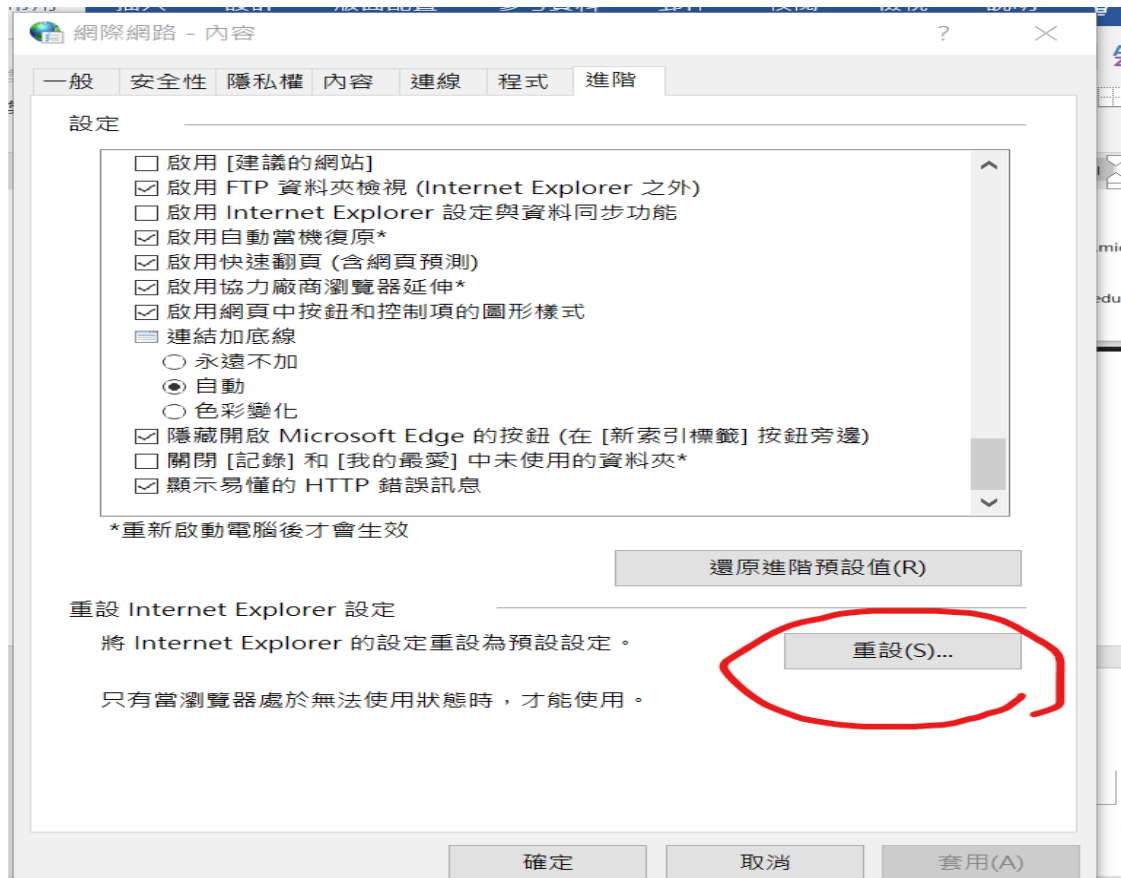 網際網路 - 內容
?
一般 安全性 隱私權 內容 連線 程式 進階
設定
啟用 [建議的網站]
啟用 FTP 資料夾檢視 (Internet Explorer 之外)
啟用 Internet Explorer 設定與資料同步功能
啟用自動當機復原*
啟用快速翻頁 (含網頁預測)
啟用協力廠商瀏覽器延伸*
啟用網頁中按鈕和控制項的圖形樣式
連結加底線
永遠不加
自動
色彩變化
隱藏開啟 Microsoft Edge 的按鈕 (在 [新索引標籤] 按鈕旁邊)
關閉 [記錄] 和 [我的最愛] 中未使用的資料夾*
顯示易懂的 HTTP 錯誤訊息
*重新啟動電腦後才會生效
還原進階預設值(R)
重設 Internet Explorer 設定
將 Internet Explorer 的設定重設為預設設定。
重設(S)...
只有當瀏覽器處於無法使用狀態時，才能使用。
確定 取消 套用(A)